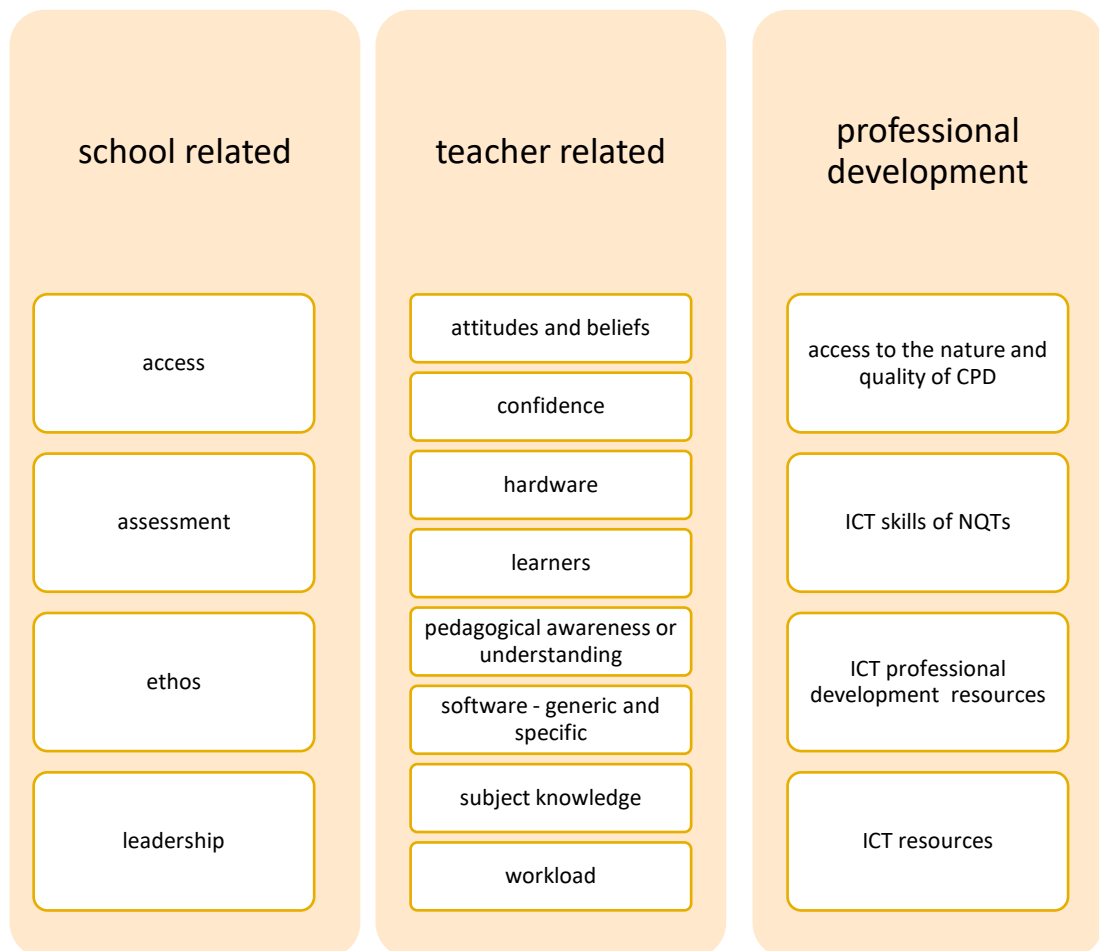 school related
access
assessment
ethos
leadership
teacher related
attitudes and beliefs
confidence
hardware
learners
pedagogical awareness or
understanding
software - generic and
specific
subject knowledge
workload
professional
development
access to the nature and
quality of CPD
ICT skills of NQTs
ICT professional
development  resources
ICT resources